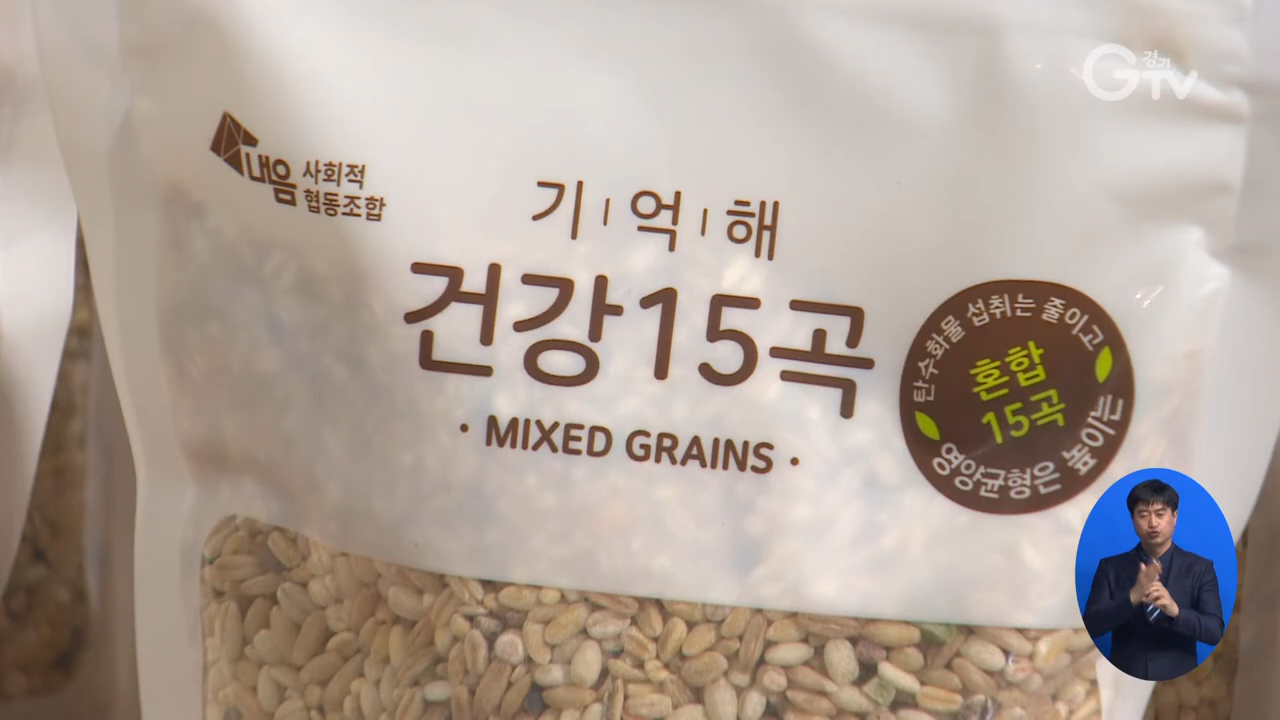 경기
GTV
내음
사회적
협동조합
기 | 억 | 해
건강15곡
· MIXED GRAINS ·
탄수화물 섭취는 줄이고
혼합
15곡
영양균형은 높이는